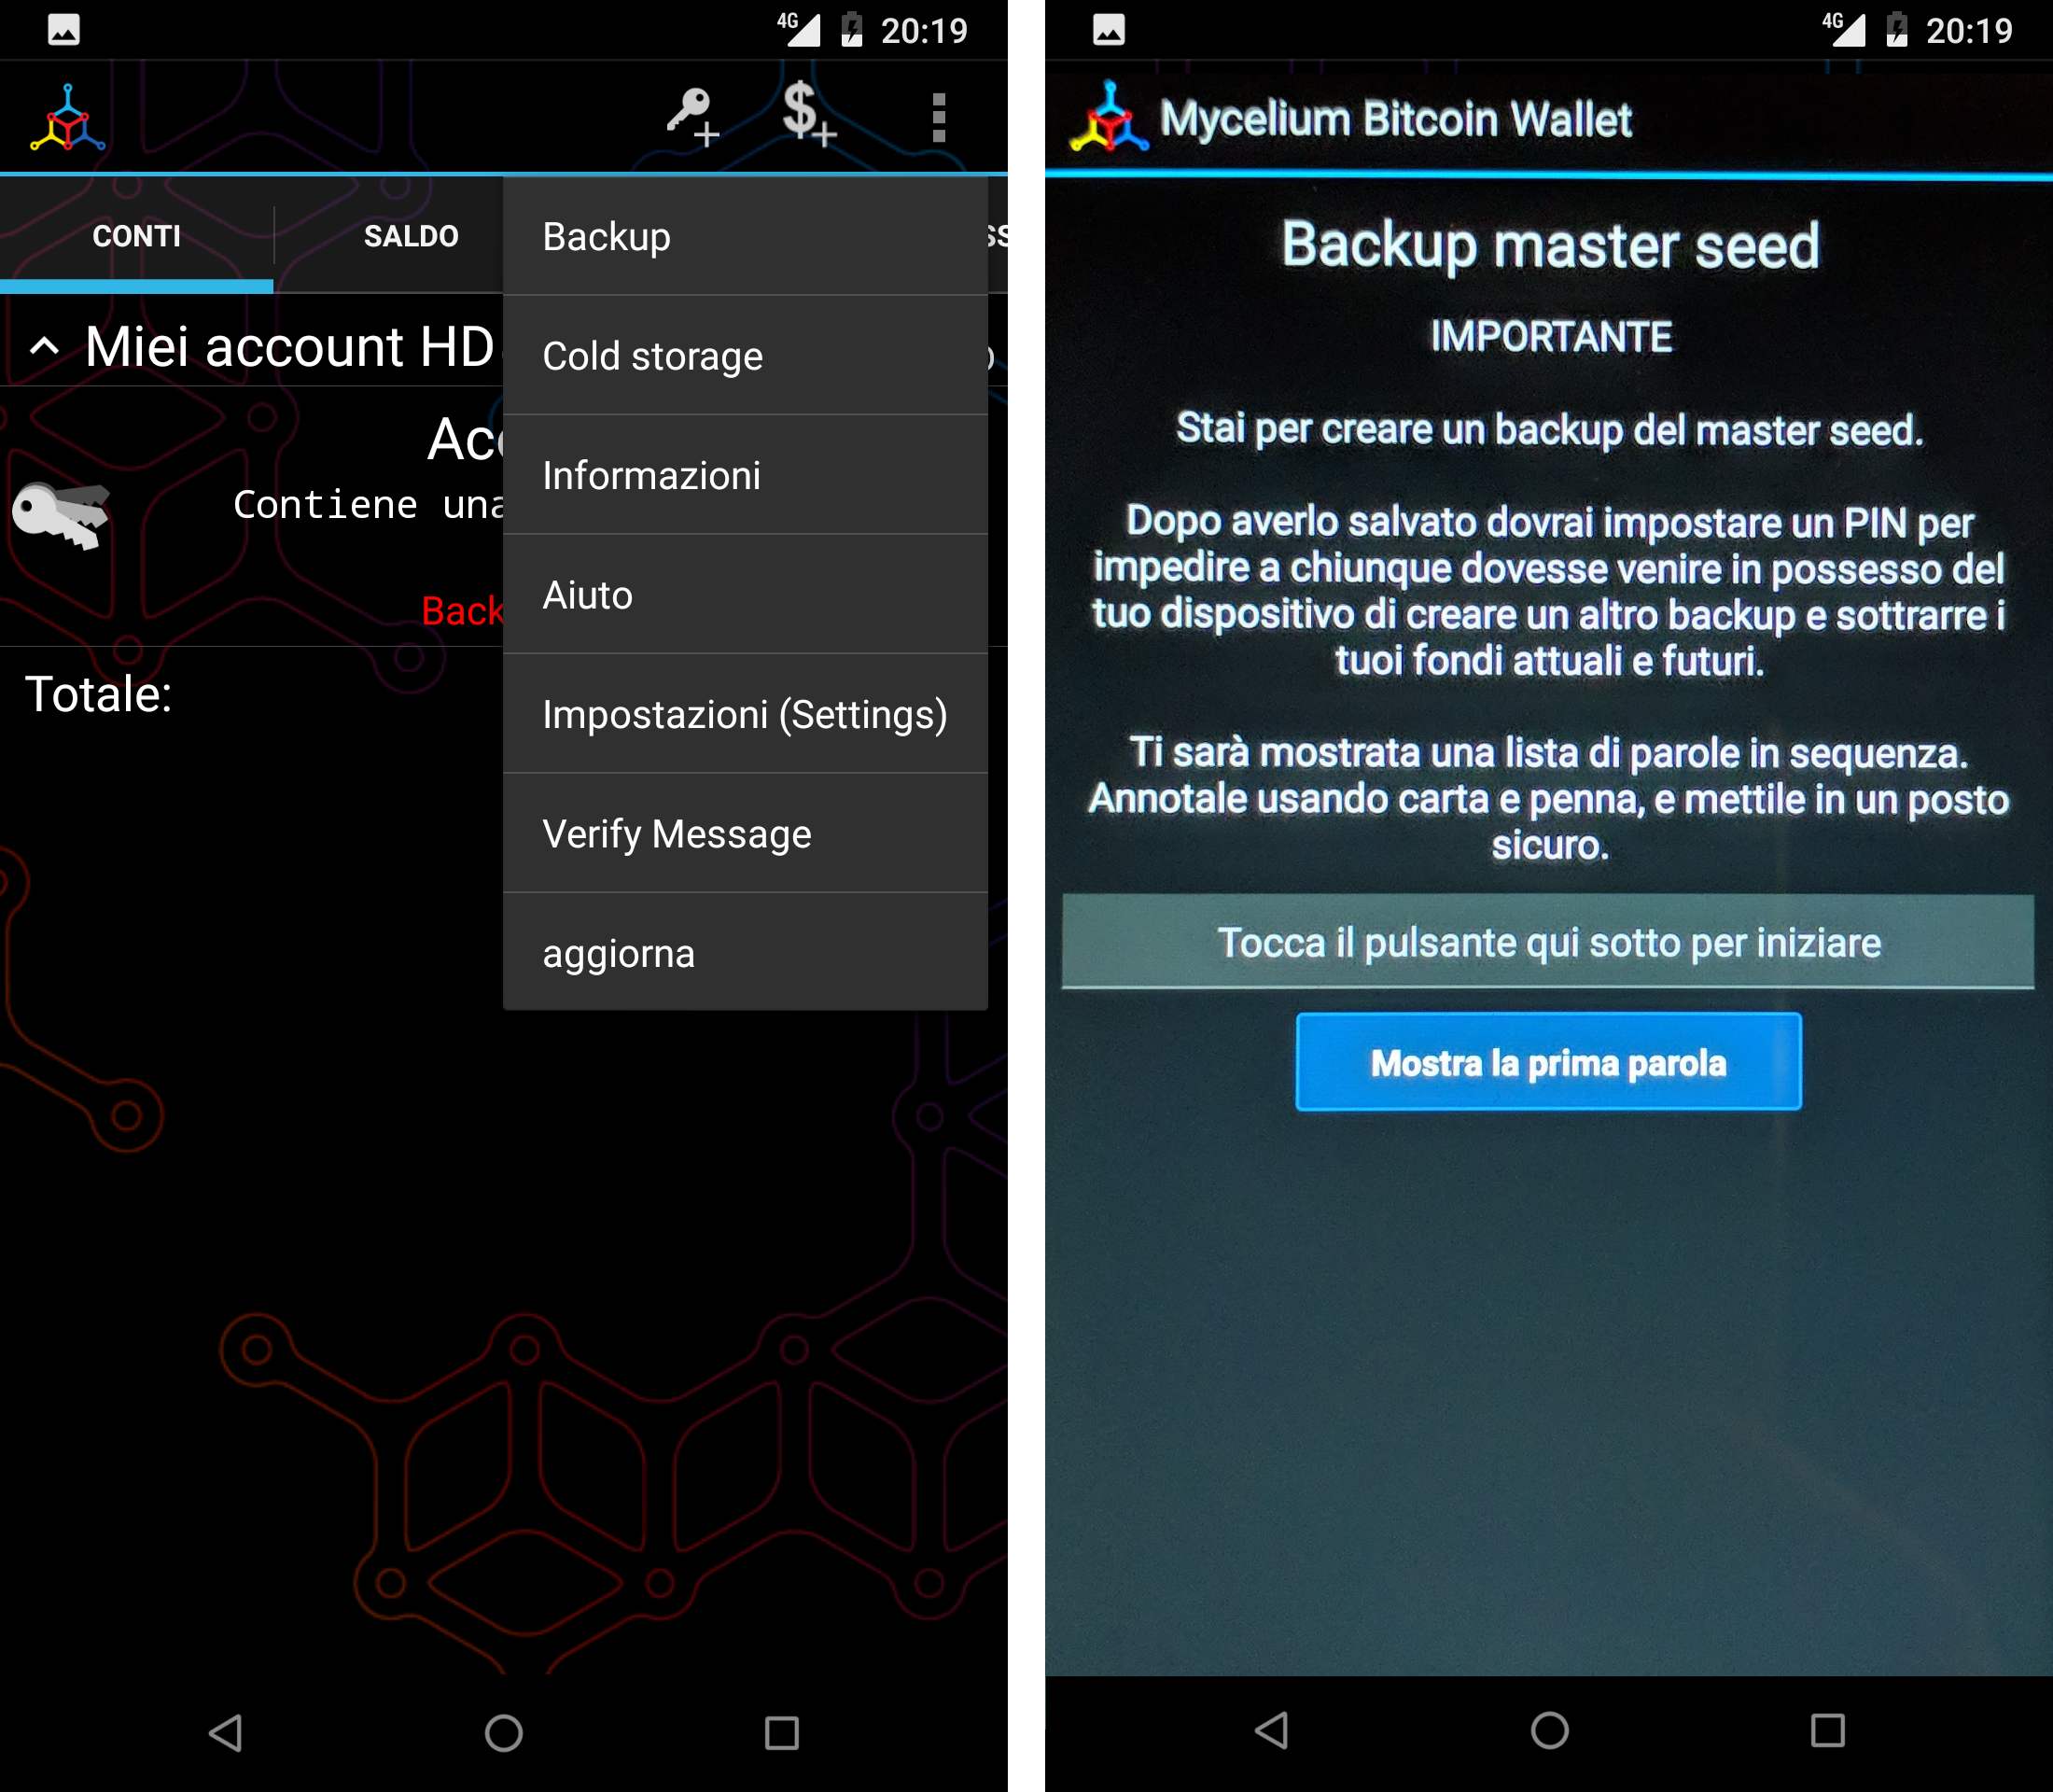 4G 20:19
CONTI
SALDO
Miei account HD
Contiene una
Totale:
Backup
Cold storage
Informazioni
Aiuto
Impostazioni (Settings)
Verify Message
aggiorna
4G 20:19
Mycelium Bitcoin Wallet
Backup master seed
IMPORTANTE
Stai per creare un backup del master seed.
Dopo averlo salvato dovrai impostare un PIN per
impedire a chiunque dovesse venire in possesso del
tuo dispositivo di creare un altro backup e sottrarre i
tuoi fondi attuali e futuri.
Ti sarà mostrata una lista di parole in sequenza.
Annotale usando carta e penna, e mettile in un posto
sicuro.
Tocca il pulsante qui sotto per iniziare
Mostra la prima parola